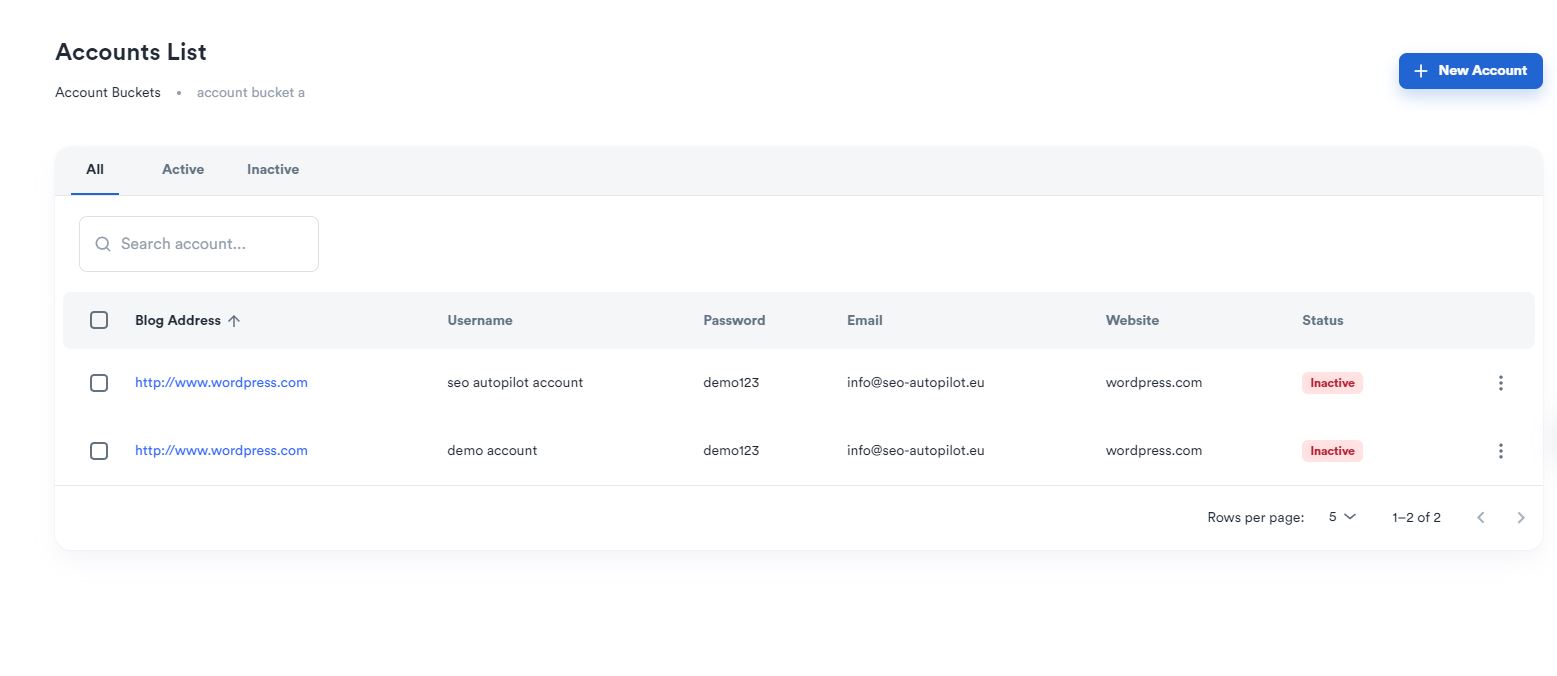 Accounts List
Account Buckets • account bucket a
New Account
All Active Inactive
Search account...
Blog Address Username Password Email Website Status
http://www.wordpress.com seo autopilot account demo123 info@seo-autopilot.eu wordpress.com Inactive
http://www.wordpress.com demo account demo123 info@seo-autopilot.eu wordpress.com Inactive
Rows per page: 5 1–2 of 2